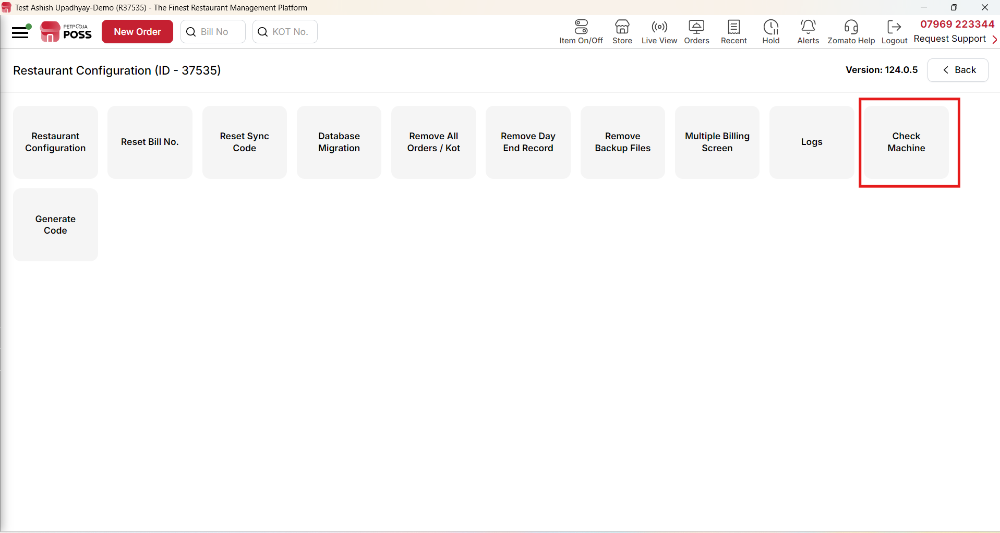 Test Ashish Upadhyay-Demo (R37535) - The Finest Restaurant Management Platform
PETPOOJA
POSS
New Order
Bill No
KOT No.
Item On/Off
Store
Live View
Orders
Recent
Hold
Alerts
Zomato Help
Logout
07969 223344
Request Support
Restaurant Configuration (ID - 37535)
Version: 124.0.5
Back
Restaurant
Configuration
Reset Bill No.
Reset Sync
Code
Database
Migration
Remove All
Orders / Kot
Remove Day
End Record
Remove
Backup Files
Multiple Billing
Screen
Logs
Check
Machine
Generate
Code